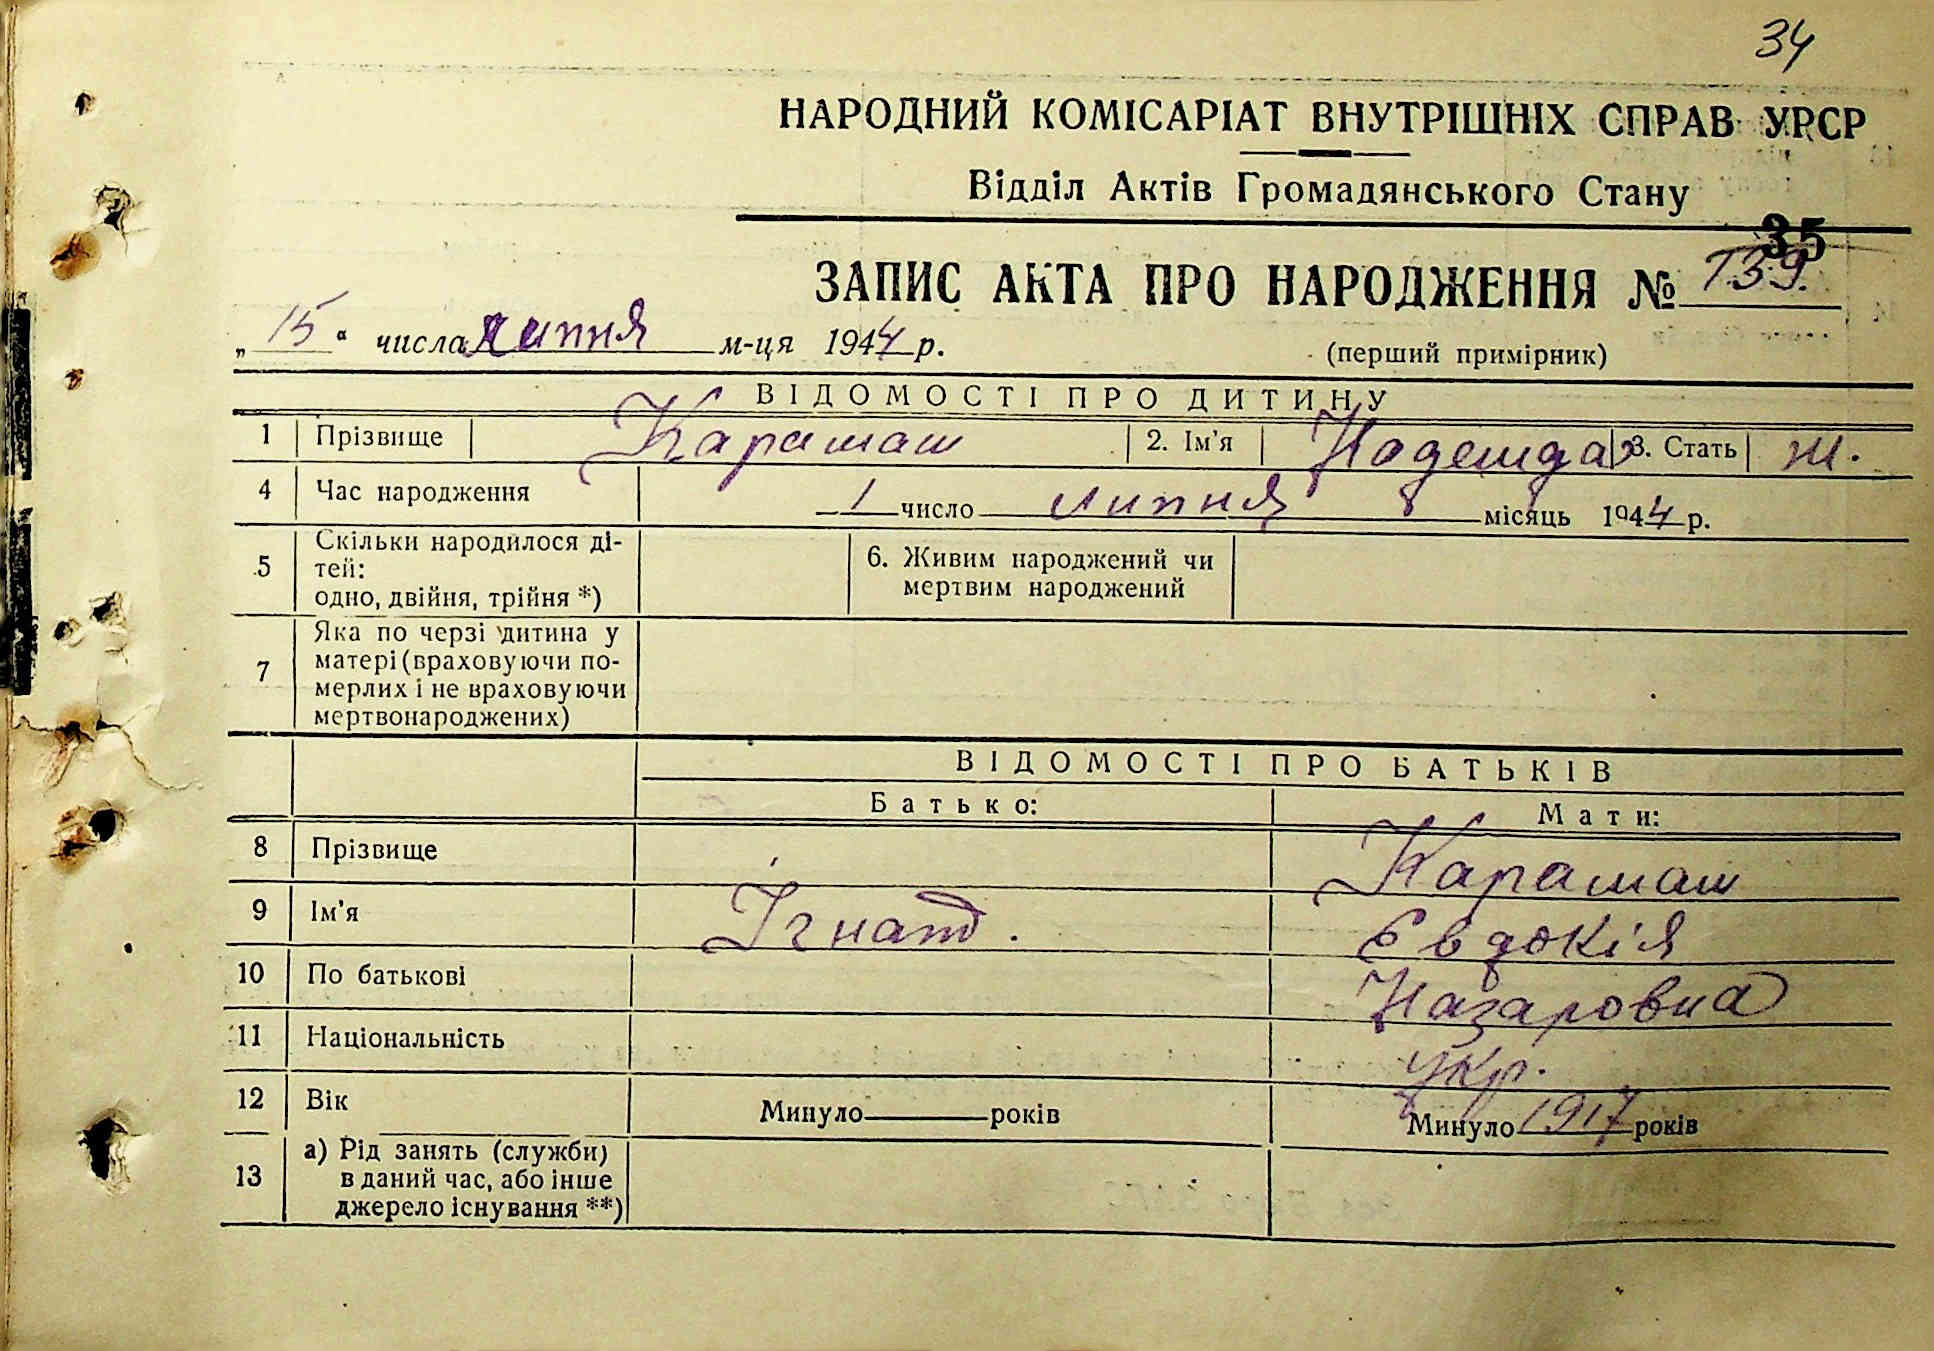 34
НАРОДНИЙ КОМІСАРІАТ ВНУТРІШНІХ СПРАВ УРСР
Відділ Актів Громадянського Стану
35
ЗАПИС АКТА ПРО НАРОДЖЕННЯ № 139.
„ 15 “ числа липня м-ця 1944 р.
(перший примірник)
ВІДОМОСТІ ПРО ДИТИНУ
1 Прізвище Карамаш 2. Ім'я Надежда 3. Стать ж.
4 Час народження 1 число липня місяць 1944 р.
5 Скільки народилося ді-
тей:
одно, двійня, трійня *)
6. Живим народжений чи
мертвим народжений
7 Яка по черзі дитина у
матері (враховуючи по-
мерлих і не враховуючи
мертвонароджених)
ВІДОМОСТІ ПРО БАТЬКІВ
Батько: Мати:
8 Прізвище Карамаш
9 Ім'я Ігнат. Євдокія
10 По батькові Назаровна
11 Національність укр.
12 Вік Минуло років Минуло 1917 років
13 а) Рід занять (служби)
в даний час, або інше
джерело існування **)